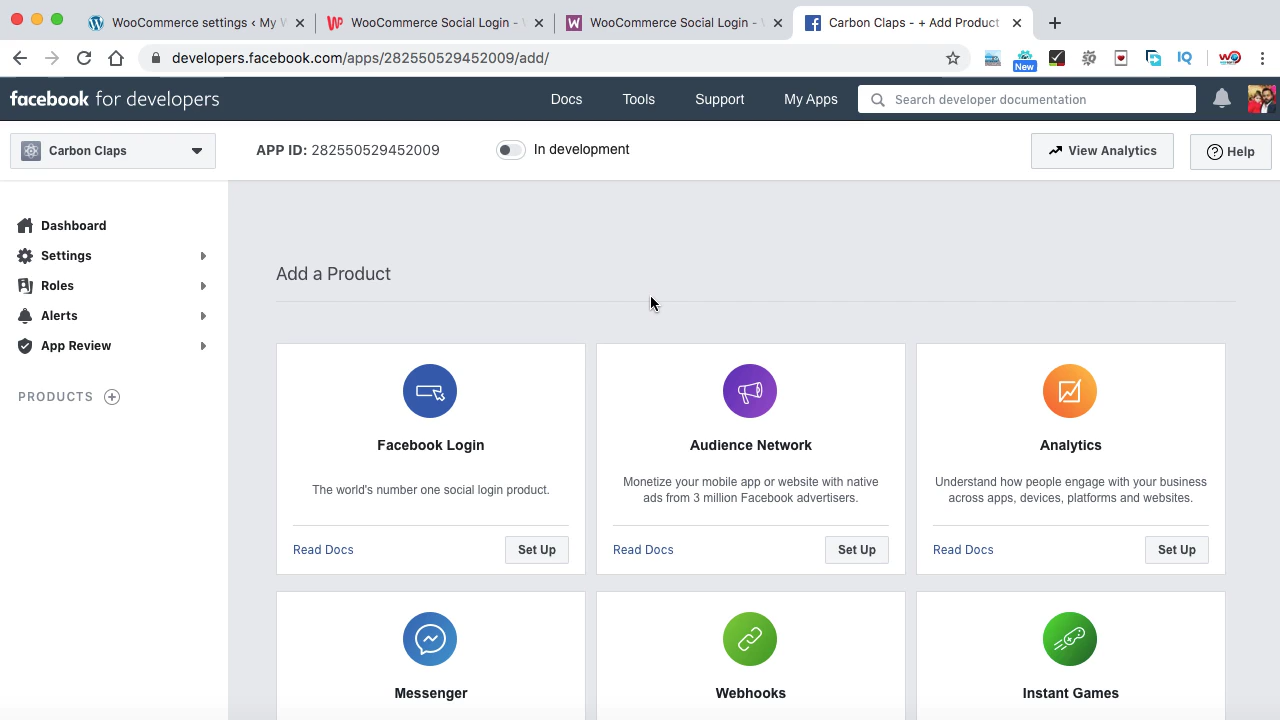 WooCommerce settings ‹ My W
WooCommerce Social Login -
WooCommerce Social Login -
Carbon Claps - + Add Product
developers.facebook.com/apps/282550529452009/add/
New
facebook for developers
Docs
Tools
Support
My Apps
Search developer documentation
Carbon Claps
APP ID: 282550529452009
In development
View Analytics
Help
Dashboard
Settings
Roles
Alerts
App Review
PRODUCTS
Add a Product
Facebook Login
The world's number one social login product.
Read Docs
Set Up
Audience Network
Monetize your mobile app or website with native
ads from 3 million Facebook advertisers.
Read Docs
Set Up
Analytics
Understand how people engage with your business
across apps, devices, platforms and websites.
Read Docs
Set Up
Messenger
Webhooks
Instant Games